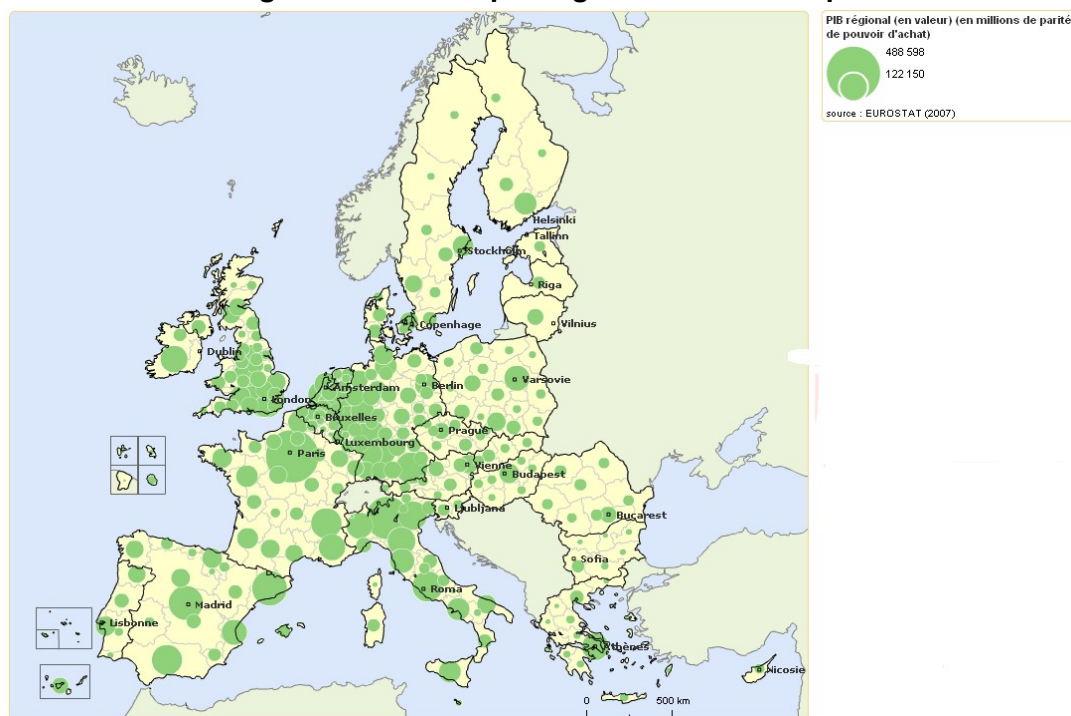 PIB régional (en valeur) (en millions de parité
de pouvoir d'achat)
488 598
122 150
source : EUROSTAT (2007)
Helsinki
Tallinn
Stockholm
Riga
Copenhage
Vilnius
Dublin
Amsterdam
Berlin
Varsovie
London
Bruxelles
Prague
Luxembourg
Paris
Vienne
Budapest
Ljubljana
Bucarest
Sofia
Roma
Madrid
Lisbonne
Athènes
Nicosie
0 500 km